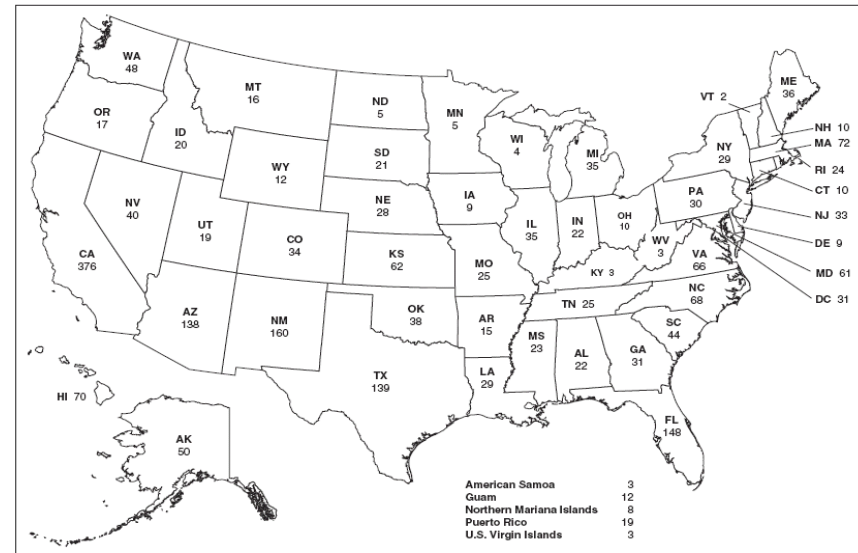 WA
48
MT
16
ND
5
MN
5
VT 2
ME
36
OR
17
ID
20
WY
12
SD
21
WI
4
MI
35
NY
29
NH 10
MA 72
RI 24
CT 10
NJ 33
DE 9
MD 61
DC 31
NV
40
UT
19
CO
34
NE
28
IA
9
IL
35
IN
22
OH
10
PA
30
WV
3
VA
66
CA
376
KS
62
MO
25
KY 3
NC
68
TN 25
AZ
138
NM
160
OK
38
AR
15
SC
44
MS
23
AL
22
GA
31
TX
139
LA
29
FL
148
HI 70
AK
50
American Samoa 3
Guam 12
Northern Mariana Islands 8
Puerto Rico 19
U.S. Virgin Islands 3